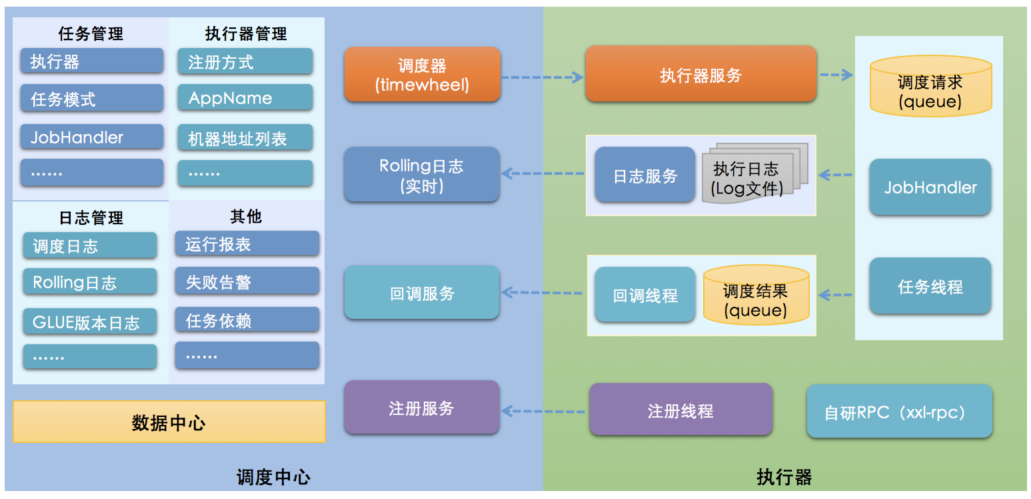 任务管理
执行器
任务模式
JobHandler
......
执行器管理
注册方式
AppName
机器地址列表
......
日志管理
调度日志
Rolling日志
GLUE版本日志
......
其他
运行报表
失败告警
任务依赖
......
数据中心
调度器
(timewheel)
Rolling日志
(实时)
回调服务
注册服务
调度中心
执行器服务
日志服务
执行日志
(Log文件)
回调线程
调度结果
(queue)
注册线程
调度请求
(queue)
JobHandler
任务线程
自研RPC（xxl-rpc）
执行器